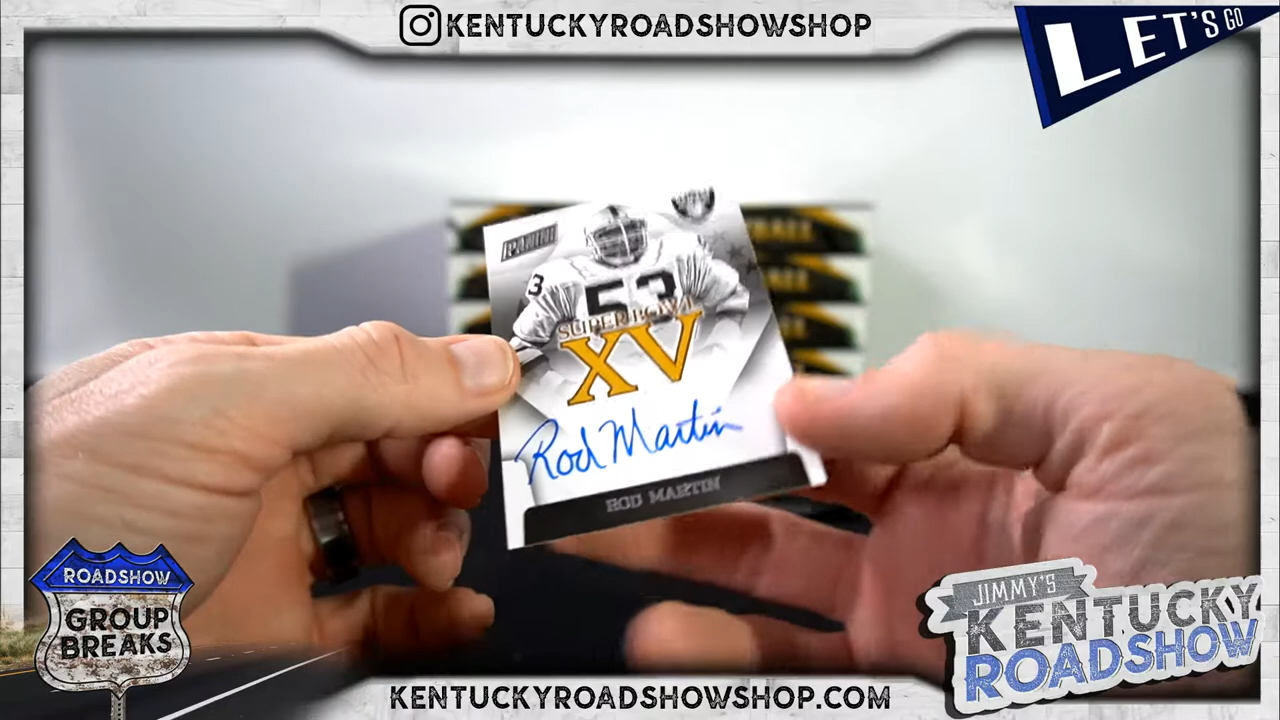 KENTUCKYROADSHOWSHOP
LET'S GO
PANINI
3
53
SUPER BOWL
XV
Rod Martin
ROD MARTIN
ROADSHOW
GROUP
BREAKS
JIMMY'S
KENTUCKY
ROADSHOW
KENTUCKYROADSHOWSHOP.COM